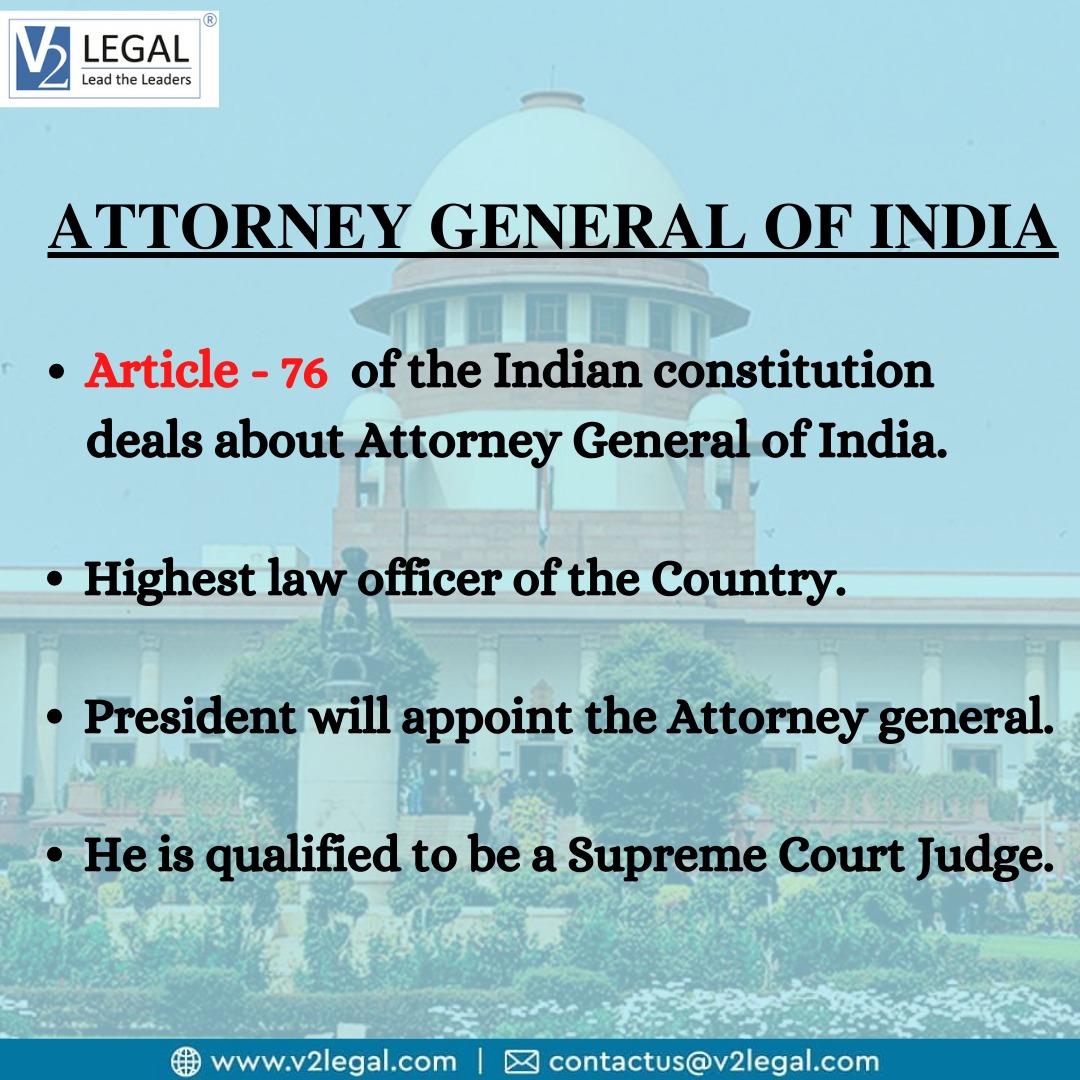 V2 LEGAL ®
Lead the Leaders
ATTORNEY GENERAL OF INDIA
• Article - 76 of the Indian constitution
deals about Attorney General of India.
• Highest law officer of the Country.
• President will appoint the Attorney general.
• He is qualified to be a Supreme Court Judge.
www.v2legal.com | contactus@v2legal.com